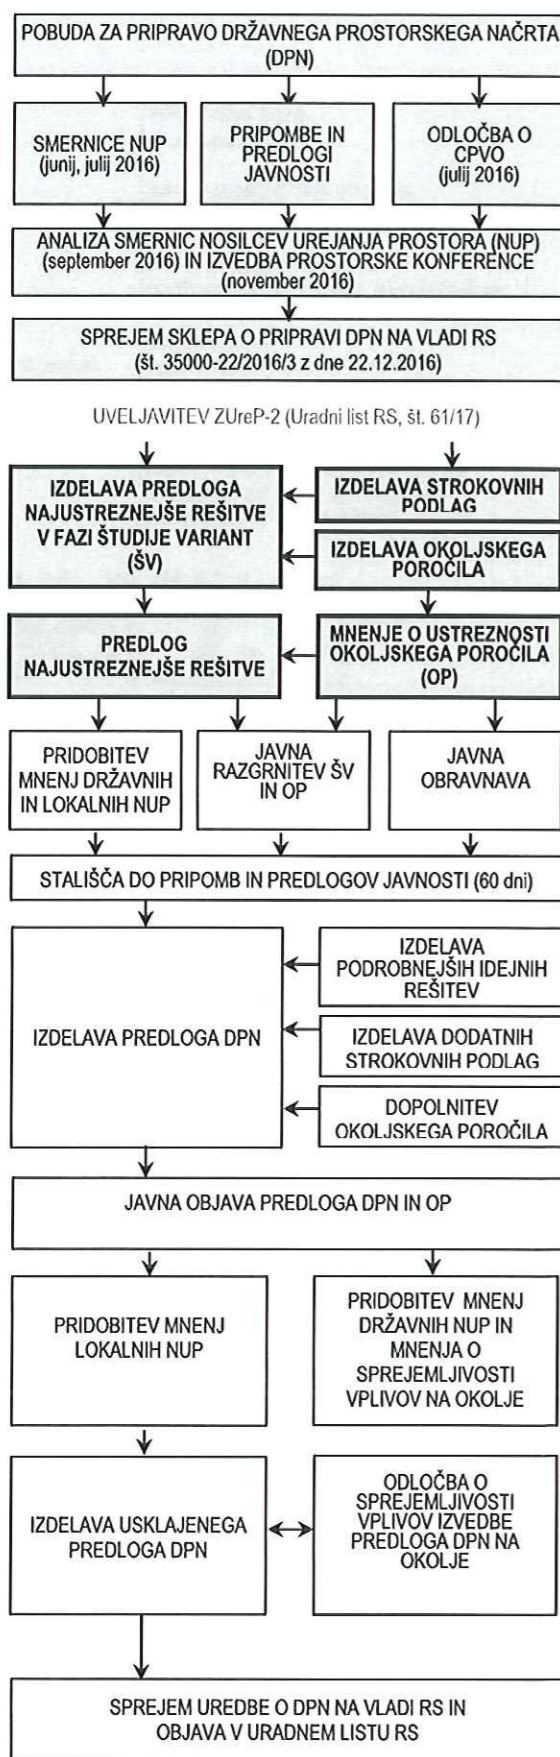 POBUDA ZA PRIPRAVO DRŽAVNEGA PROSTORSKEGA NAČRTA
(DPN)
SMERNICE NUP
(junij, julij 2016)
PRIPOMBE IN
PREDLOGI
JAVNOSTI
ODLOČBA O
CPVO
(julij 2016)
ANALIZA SMERNIC NOSILCEV UREJANJA PROSTORA (NUP)
(september 2016) IN IZVEDBA PROSTORSKE KONFERENCE
(november 2016)
SPREJEM SKLEPA O PRIPRAVI DPN NA VLADI RS
(št. 35000-22/2016/3 z dne 22.12.2016)
UVELJAVITEV ZUreP-2 (Uradni list RS, št. 61/17)
IZDELAVA PREDLOGA
NAJUSTREZNEJŠE REŠITVE
V FAZI ŠTUDIJE VARIANT
(ŠV)
IZDELAVA STROKOVNIH
PODLAG
IZDELAVA OKOLJSKEGA
POROČILA
PREDLOG
NAJUSTREZNEJŠE REŠITVE
MNENJE O USTREZNOSTI
OKOLJSKEGA POROČILA
(OP)
PRIDOBITEV
MNENJ DRŽAVNIH
IN LOKALNIH NUP
JAVNA
RAZGRNITEV ŠV
IN OP
JAVNA
OBRAVNAVA
STALIŠČA DO PRIPOMB IN PREDLOGOV JAVNOSTI (60 dni)
IZDELAVA PREDLOGA DPN
IZDELAVA
PODROBNEJŠIH IDEJNIH
REŠITEV
IZDELAVA DODATNIH
STROKOVNIH PODLAG
DOPOLNITEV
OKOLJSKEGA POROČILA
JAVNA OBJAVA PREDLOGA DPN IN OP
PRIDOBITEV MNENJ
LOKALNIH NUP
PRIDOBITEV MNENJ
DRŽAVNIH NUP IN
MNENJA O
SPREJEMLJIVOSTI
VPLIVOV NA OKOLJE
IZDELAVA USKLAJENEGA
PREDLOGA DPN
ODLOČBA O
SPREJEMLJIVOSTI
VPLIVOV IZVEDBE
PREDLOGA DPN NA
OKOLJE
SPREJEM UREDBE O DPN NA VLADI RS IN
OBJAVA V URADNEM LISTU RS